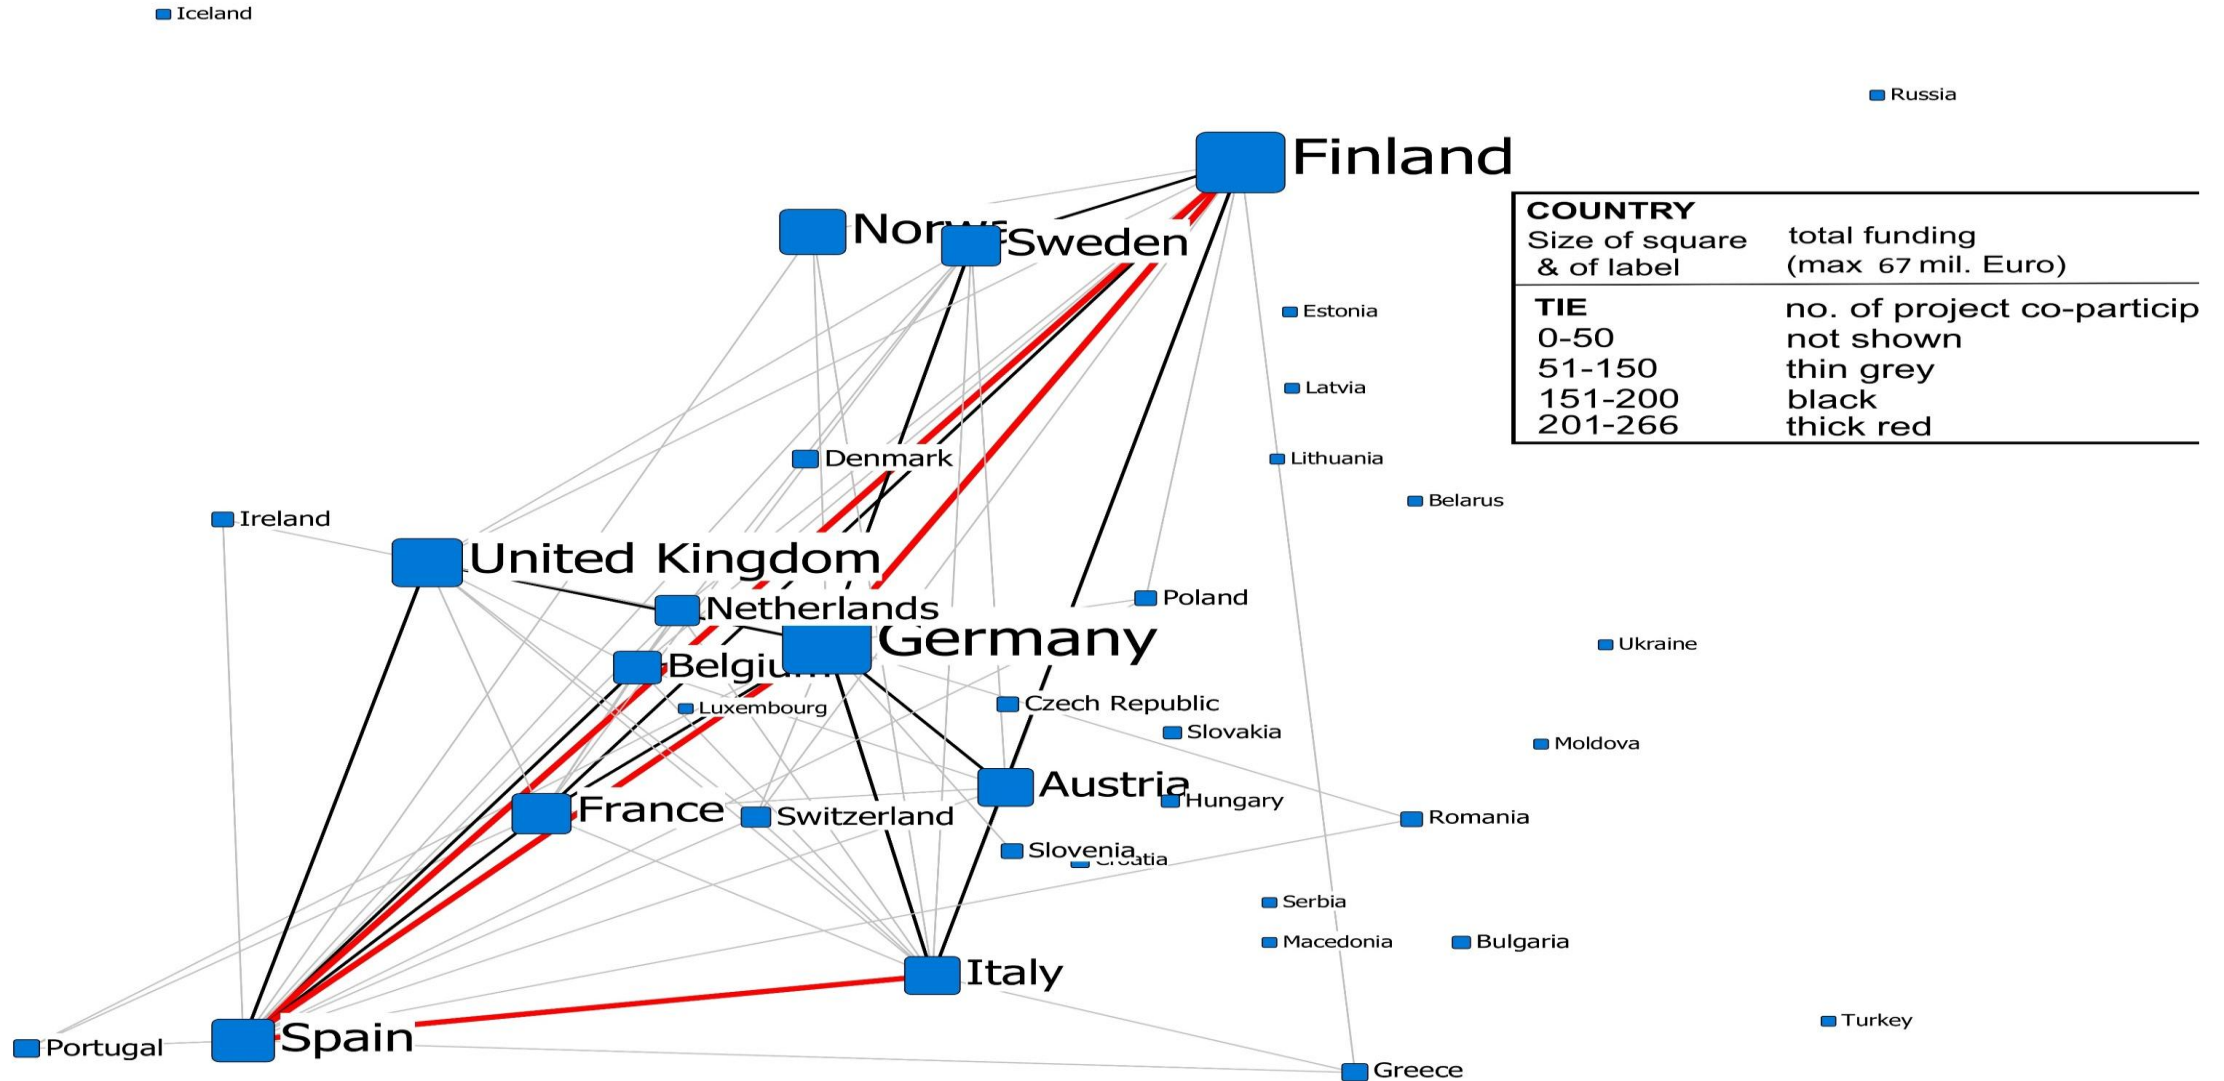 Iceland
Russia
Finland
Sweden
COUNTRY
Size of square total funding
& of label (max 67 mil. Euro)
TIE no. of project co-particip
0-50 not shown
51-150 thin grey
151-200 black
201-266 thick red
Estonia
Latvia
Denmark
Lithuania
Belarus
Ireland
United Kingdom
Poland
Netherlands
Germany
Ukraine
Belgium
Czech Republic
Luxembourg
Slovakia
Moldova
Austria
Hungary
France
Switzerland
Romania
Slovenia
Croatia
Serbia
Macedonia
Bulgaria
Italy
Turkey
Spain
Portugal
Greece